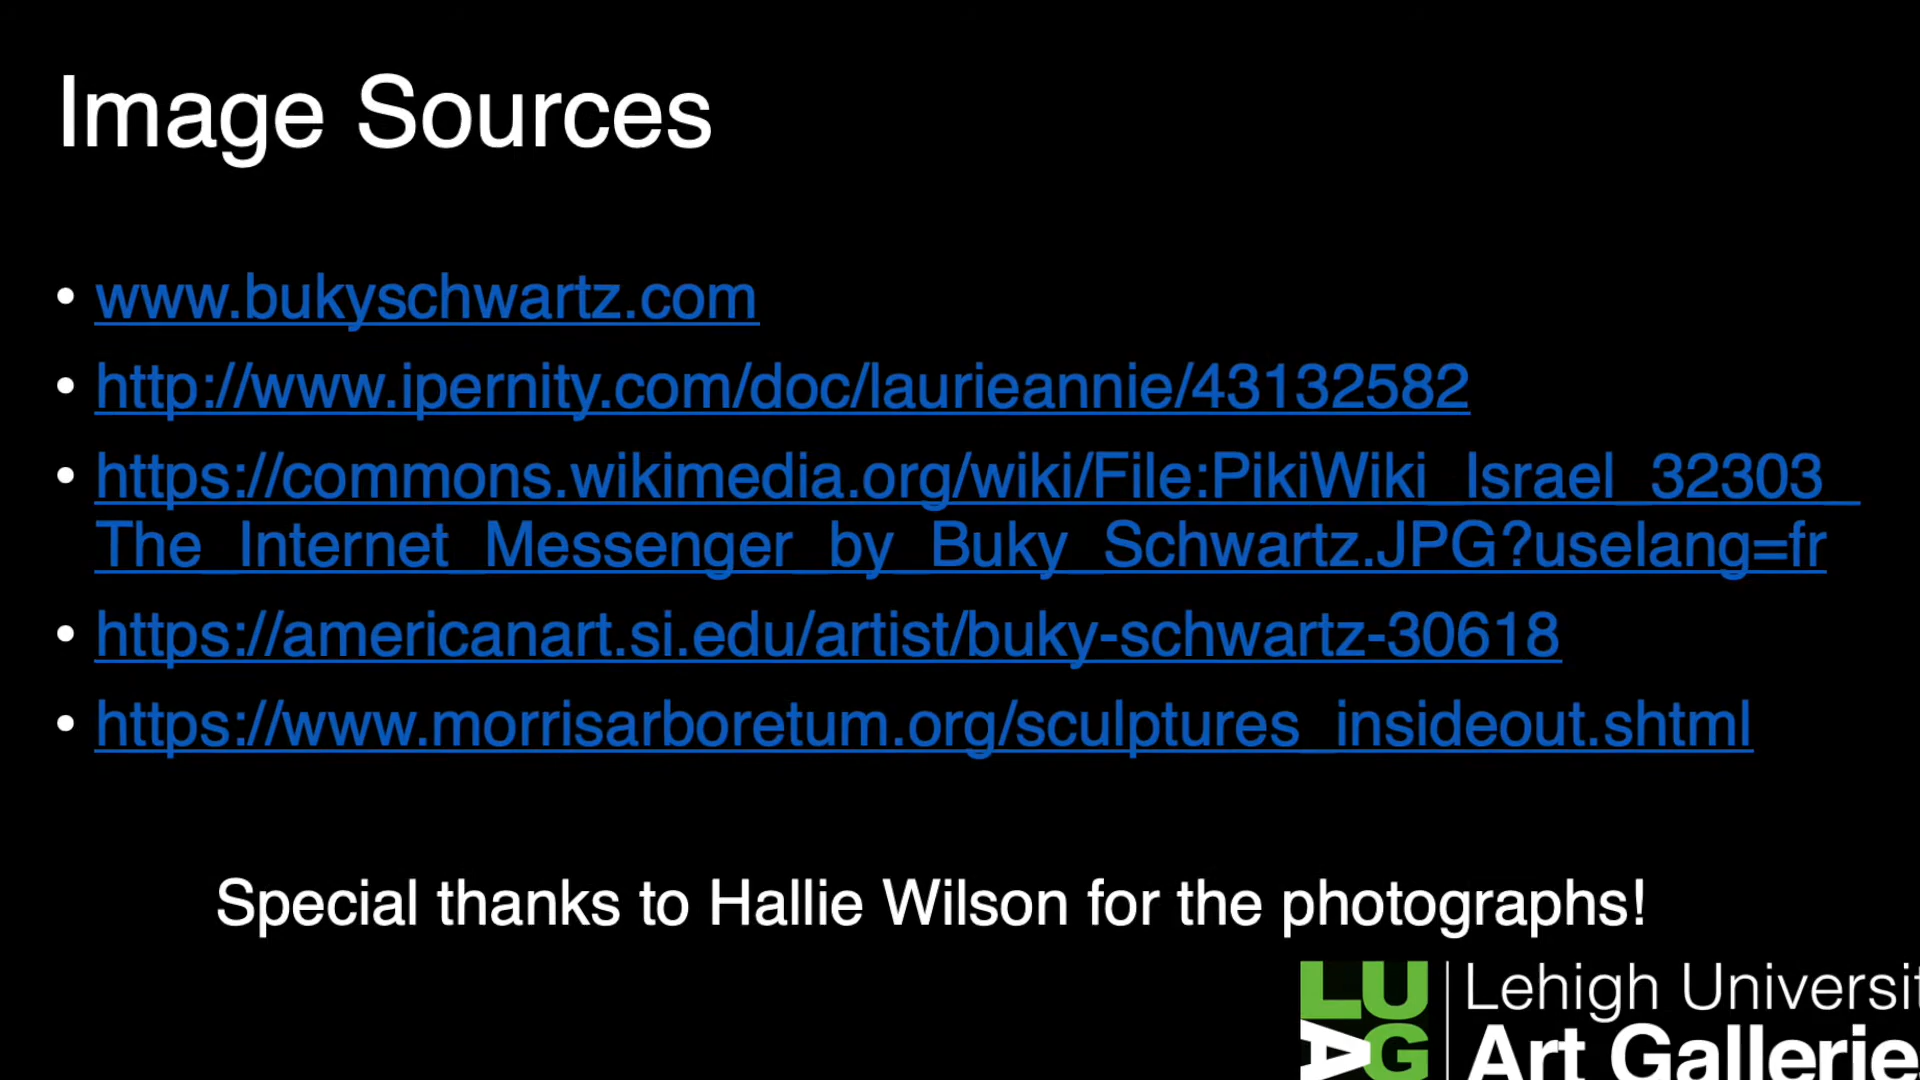 Image Sources
• www.bukyschwartz.com
• http://www.ipernity.com/doc/laurieannie/43132582
• https://commons.wikimedia.org/wiki/File:PikiWiki_Israel_32303_
The_Internet_Messenger_by_Buky_Schwartz.JPG?uselang=fr
• https://americanart.si.edu/artist/buky-schwartz-30618
• https://www.morrisarboretum.org/sculptures_insideout.shtml
Special thanks to Hallie Wilson for the photographs!
LU
AG
Lehigh Universit
Art Gallerie